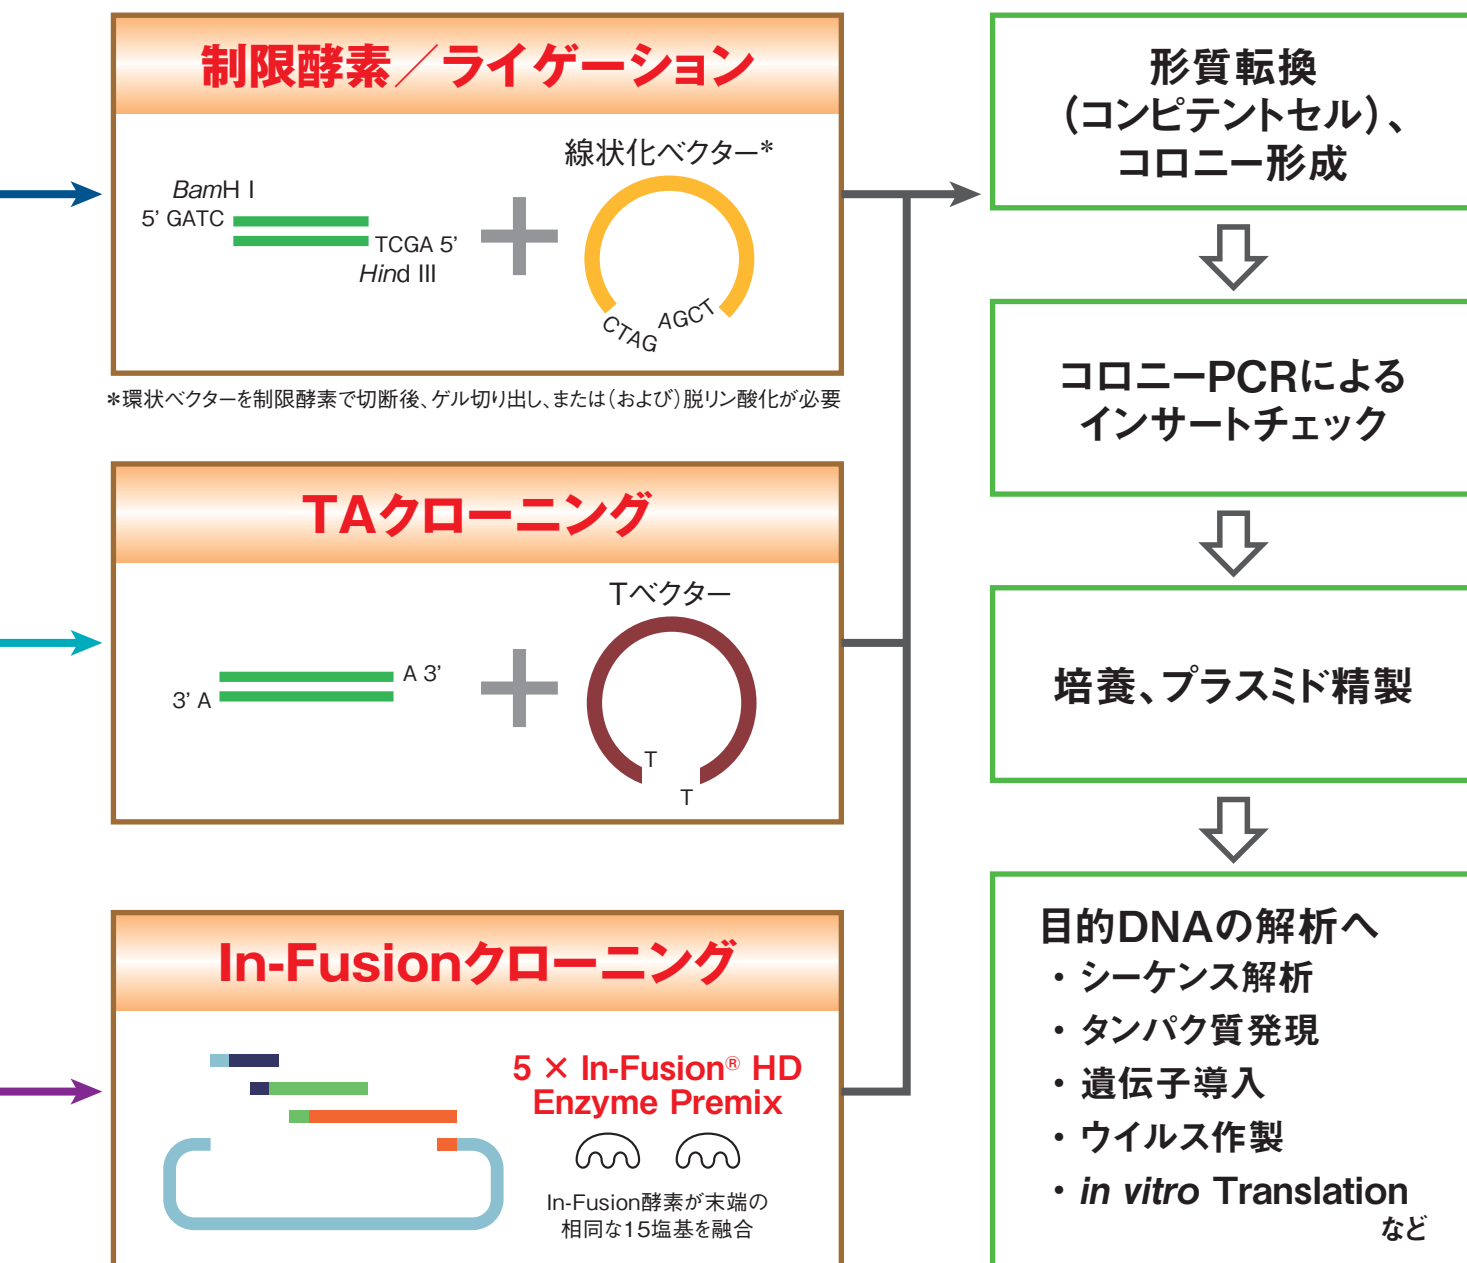 制限酵素／ライゲーション
線状化ベクター*
BamH I
5’ GATC
TCGA 5’
Hind III
CTAG
AGCT
*環状ベクターを制限酵素で切断後、ゲル切り出し、または（および）脱リン酸化が必要
TAクローニング
Tベクター
A 3’
3’ A
T
T
In-Fusionクローニング
5 × In-Fusion® HD
Enzyme Premix
In-Fusion酵素が末端の
相同な15塩基を融合
形質転換
（コンピテントセル）、
コロニー形成
コロニーPCRによる
インサートチェック
培養、プラスミド精製
目的DNAの解析へ
・ シーケンス解析
・ タンパク質発現
・ 遺伝子導入
・ ウイルス作製
・ in vitro Translation
など